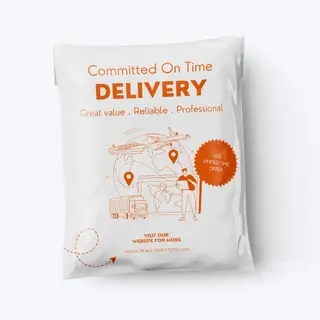 Committed On Time
DELIVERY
Great value . Reliable . Professional
VISIT OUR
WEBSITE FOR MORE